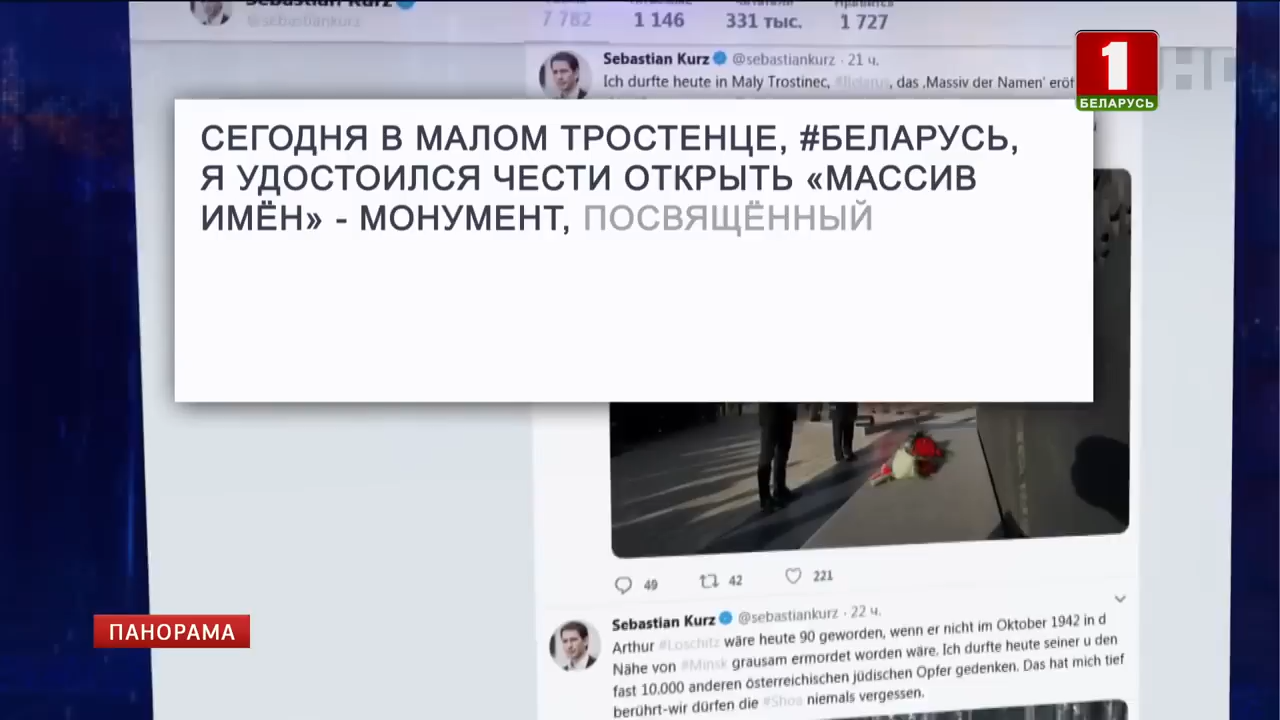 Sebastian Kurz
@sebastiankurz
7 782 1 146 331 тыс. 1 727
Sebastian Kurz @sebastiankurz · 21 ч.
Ich durfte heute in Maly Trostinec, #Belarus, das ‚Massiv der Namen' eröf
1
БЕЛАРУСЬ
СЕГОДНЯ В МАЛОМ ТРОСТЕНЦЕ, #БЕЛАРУСЬ,
Я УДОСТОИЛСЯ ЧЕСТИ ОТКРЫТЬ «МАССИВ
ИМЁН» - МОНУМЕНТ, ПОСВЯЩЁННЫЙ
49 42 221
Sebastian Kurz @sebastiankurz · 22 ч.
Arthur #Loschitz wäre heute 90 geworden, wenn er nicht im Oktober 1942 in d
Nähe von #Minsk grausam ermordet worden wäre. Ich durfte heute seiner u den
fast 10.000 anderen österreichischen jüdischen Opfer gedenken. Das hat mich tief
berührt-wir dürfen die #Shoa niemals vergessen.
ПАНОРАМА